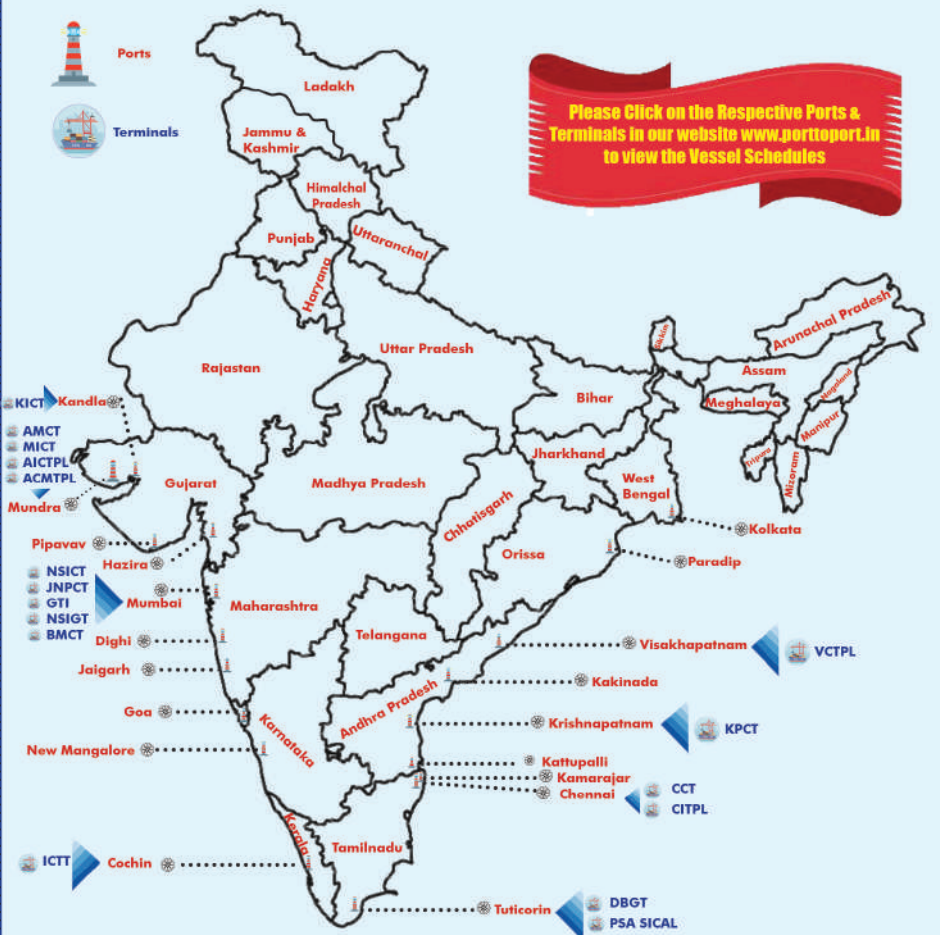 Ports
Terminals
Please Click on the Respective Ports &
Terminals in our website www.porttoport.in
to view the Vessel Schedules
Ladakh
Jammu &
Kashmir
Himalchal
Pradesh
Punjab
Uttaranchal
Haryana
Rajastan
Uttar Pradesh
Sikkim
Arunachal Pradesh
Assam
Nagaland
Meghalaya
Manipur
Tripura
Mizoram
Bihar
Jharkhand
West
Bengal
KICT
Kandla
AMCT
MICT
AICTPL
ACMTPL
Mundra
Gujarat
Madhya Pradesh
Chhatisgarh
Orissa
Kolkata
Paradip
Pipavav
Hazira
NSICT
JNPCT
GTI
NSIGT
BMCT
Mumbai
Maharashtra
Telangana
Dighi
Jaigarh
Visakhapatnam
VCTPL
Kakinada
Andhra Pradesh
Goa
Karnataka
Krishnapatnam
KPCT
New Mangalore
Kattupalli
Kamarajar
Chennai
CCT
CITPL
Kerala
Tamilnadu
ICTT
Cochin
Tuticorin
DBGT
PSA SICAL